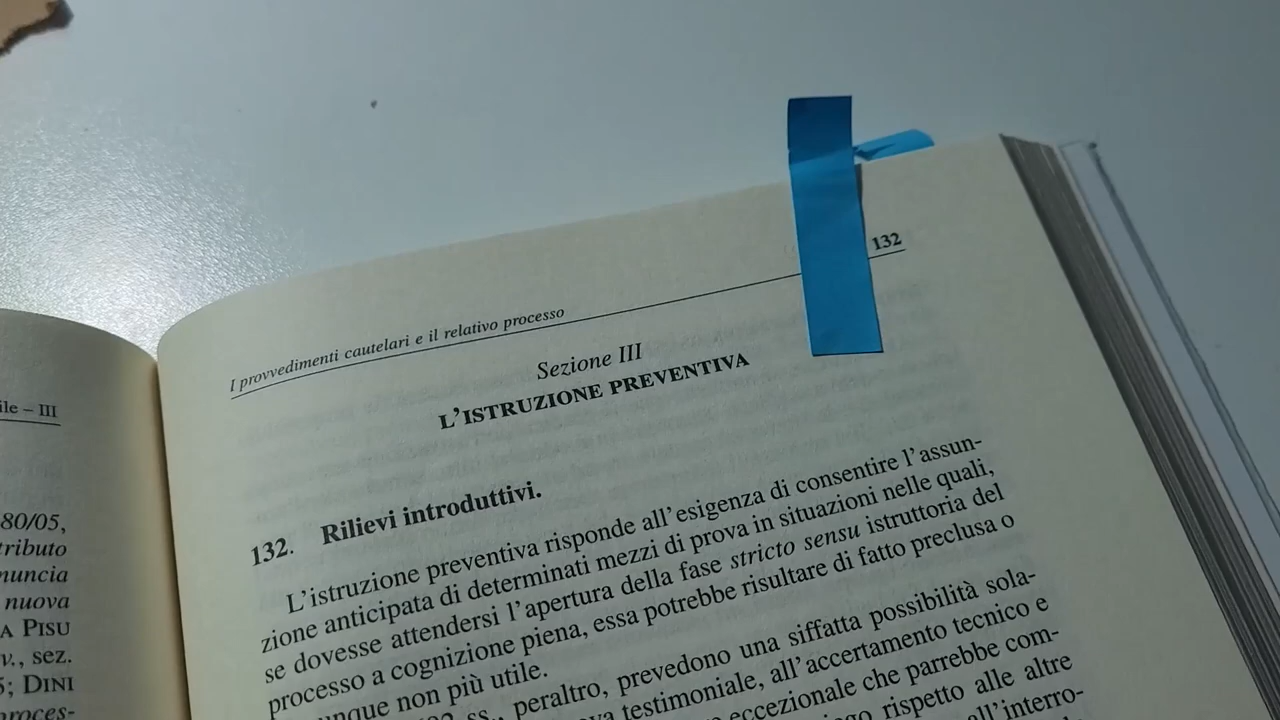 ile – III
80/05,
tributo
nuncia
nuova
A PISU
v., sez.
5; DINI
proces-
132
I provvedimenti cautelari e il relativo processo
Sezione III
L’ISTRUZIONE PREVENTIVA
132. Rilievi introduttivi.
L’istruzione preventiva risponde all’esigenza di consentire l’assun-
zione anticipata di determinati mezzi di prova in situazioni nelle quali,
se dovesse attendersi l’apertura della fase stricto sensu istruttoria del
processo a cognizione piena, essa potrebbe risultare di fatto preclusa o
unque non più utile.
ss., peraltro, prevedono una siffatta possibilità sola-
testimoniale, all’accertamento tecnico e
eccezionale che parrebbe com-
rispetto alle altre
all’interro-